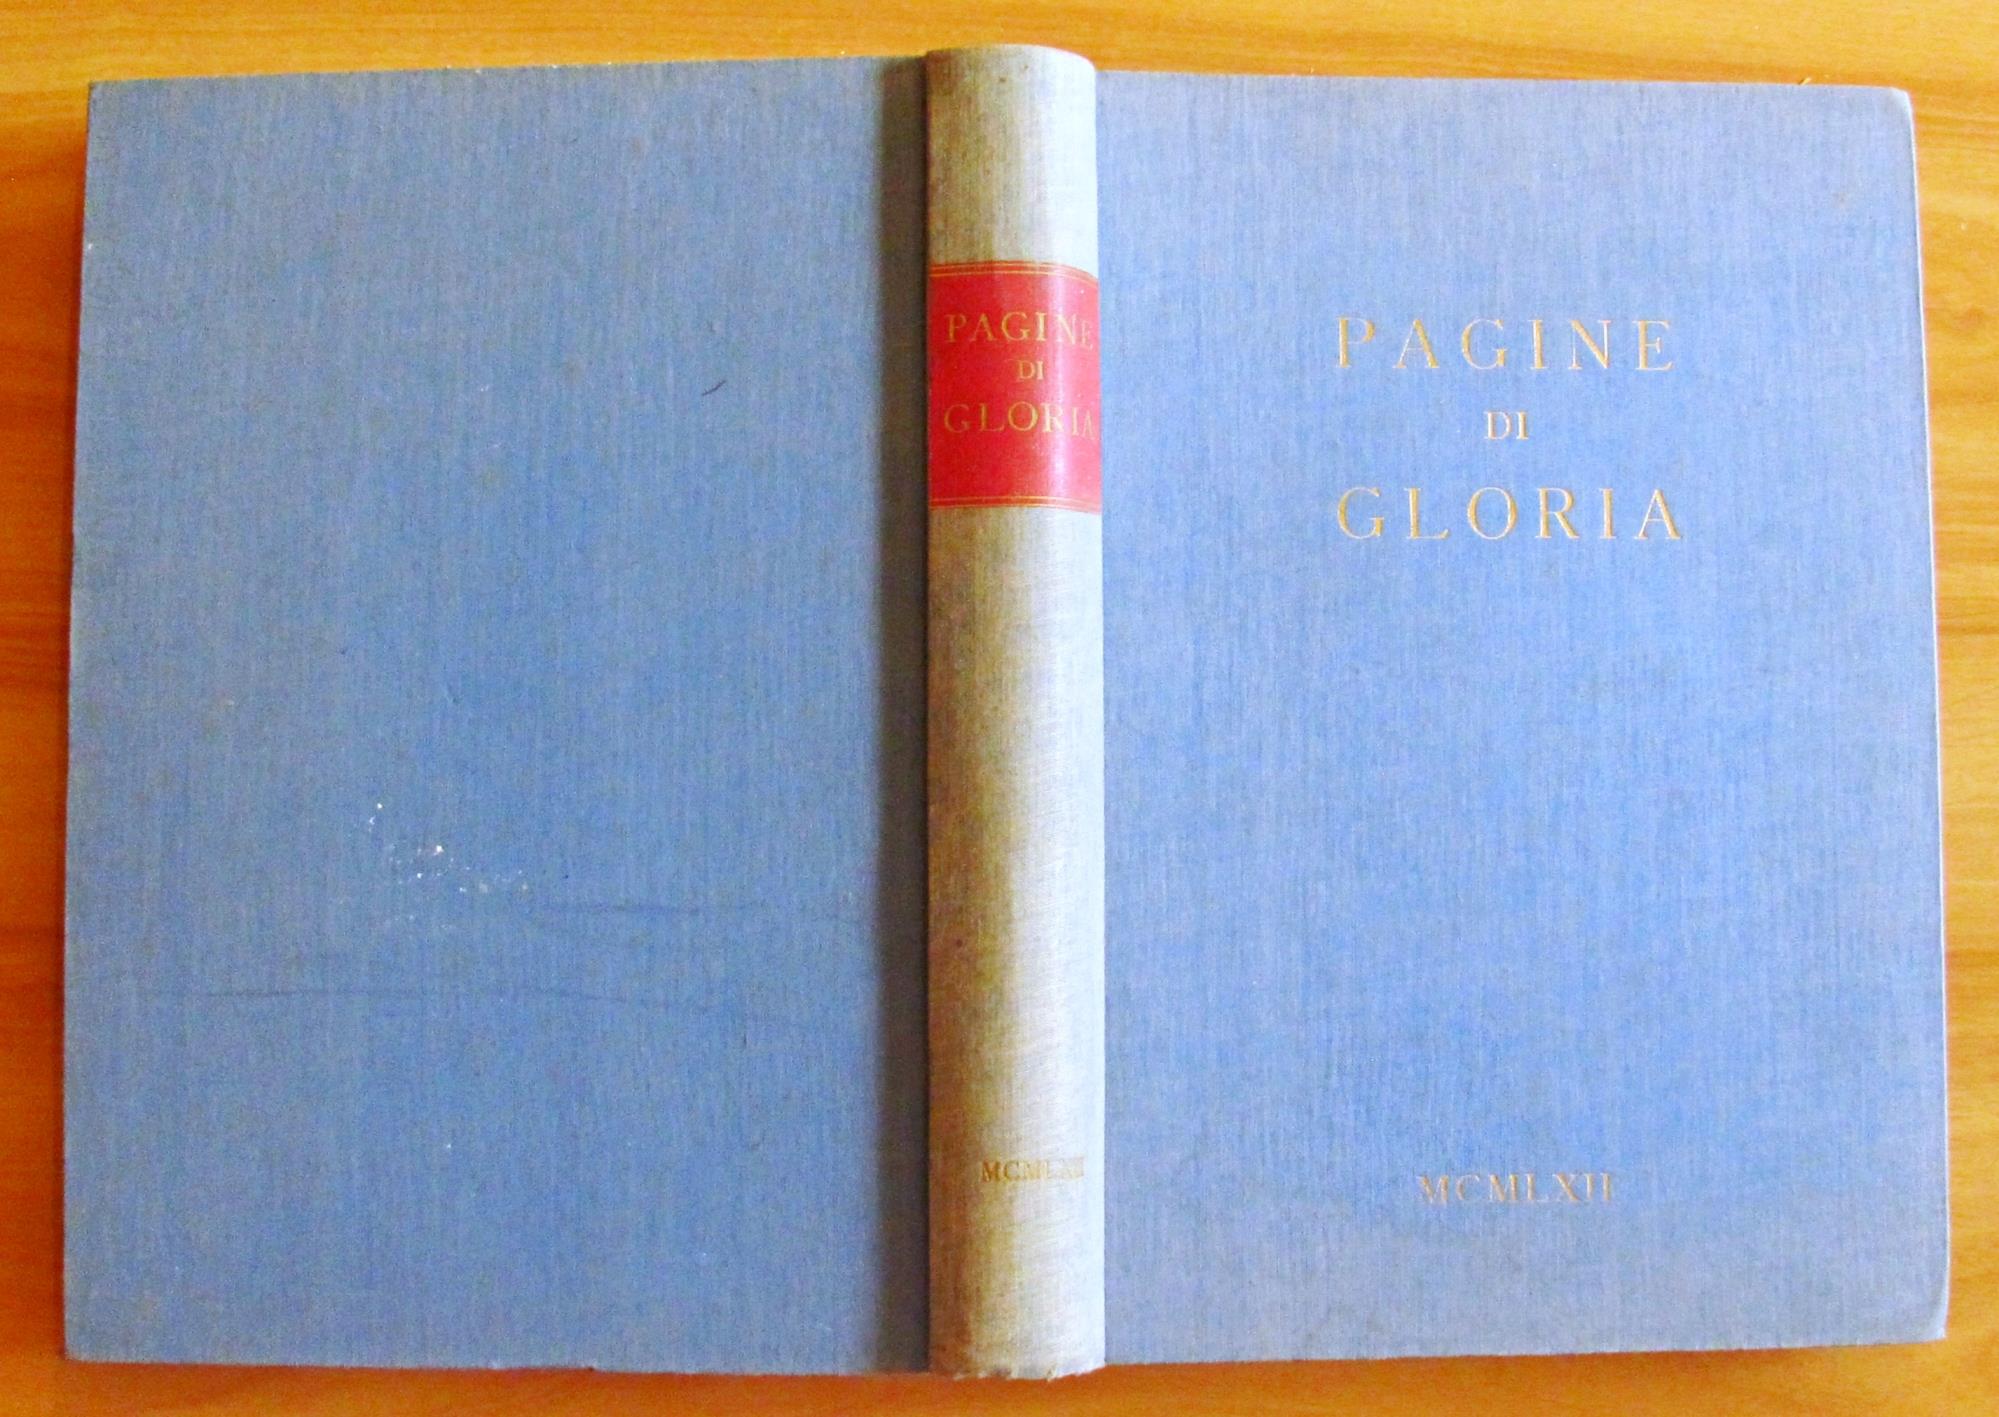 PAGINE
DI
GLORIA
MCMLXII
PAGINE
DI
GLORIA
MCMLXII